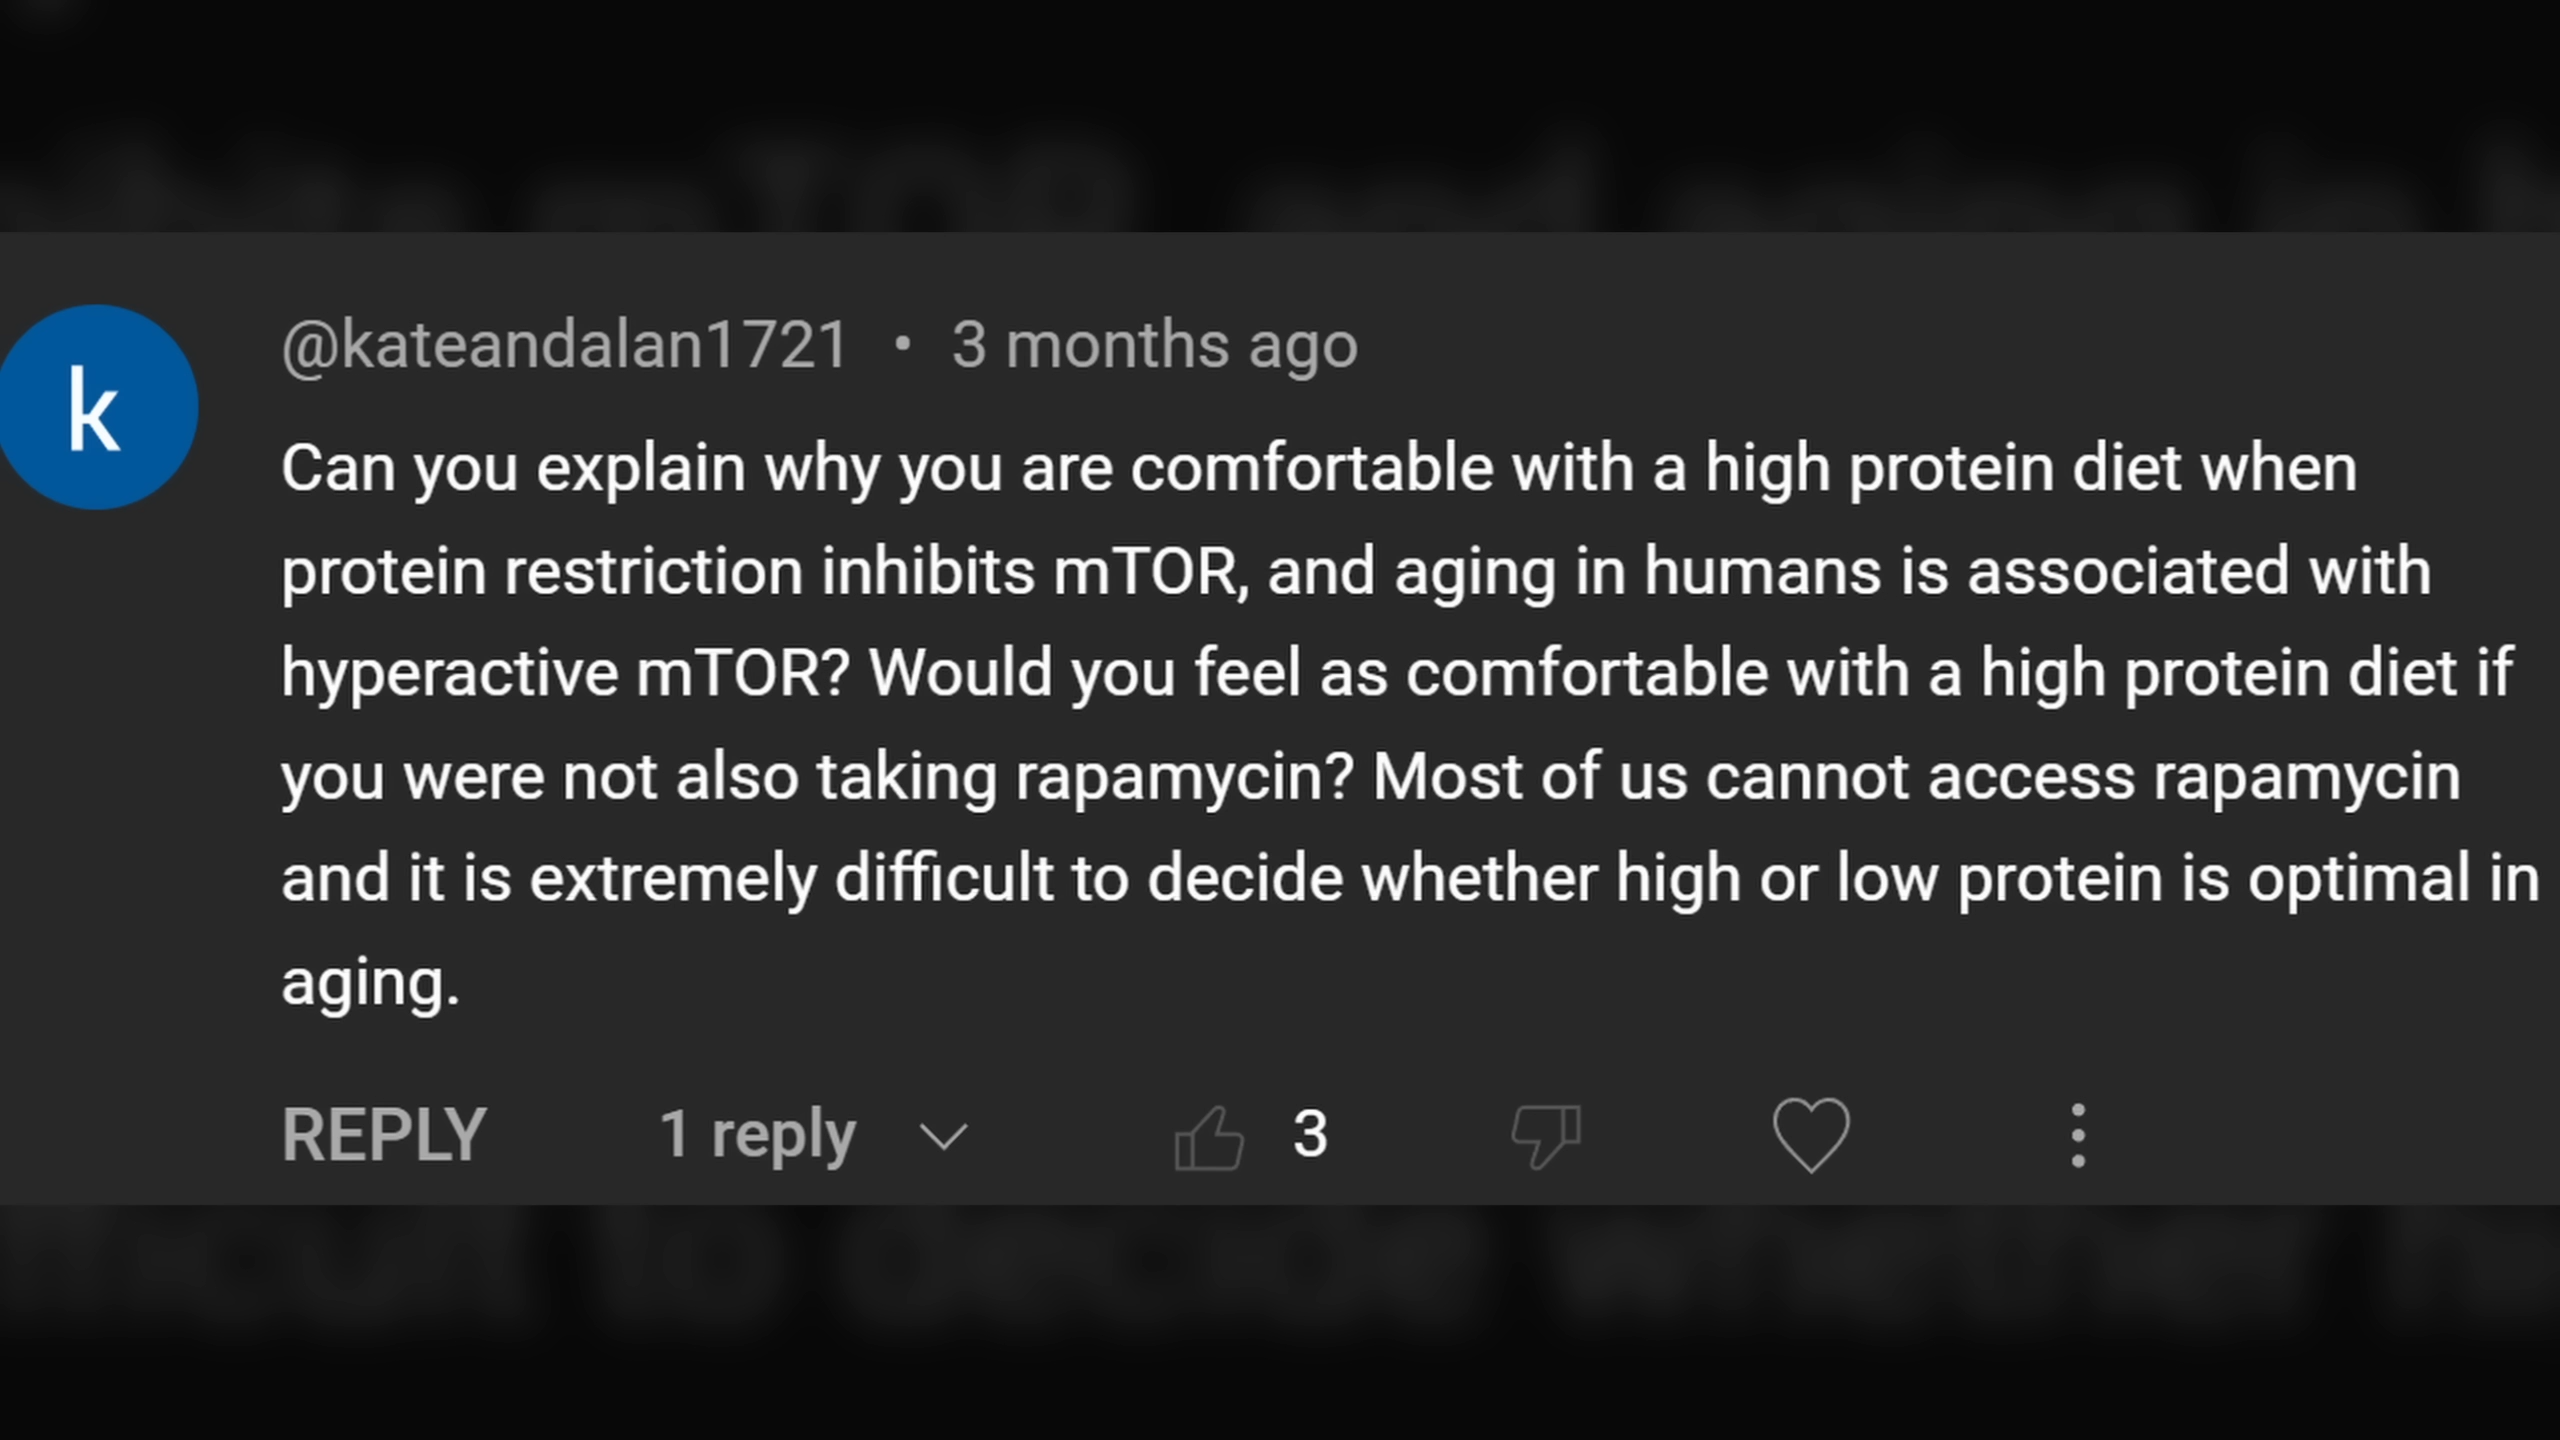 k
@kateandalan1721 • 3 months ago
Can you explain why you are comfortable with a high protein diet when
protein restriction inhibits mTOR, and aging in humans is associated with
hyperactive mTOR? Would you feel as comfortable with a high protein diet if
you were not also taking rapamycin? Most of us cannot access rapamycin
and it is extremely difficult to decide whether high or low protein is optimal in
aging.
REPLY 1 reply 3